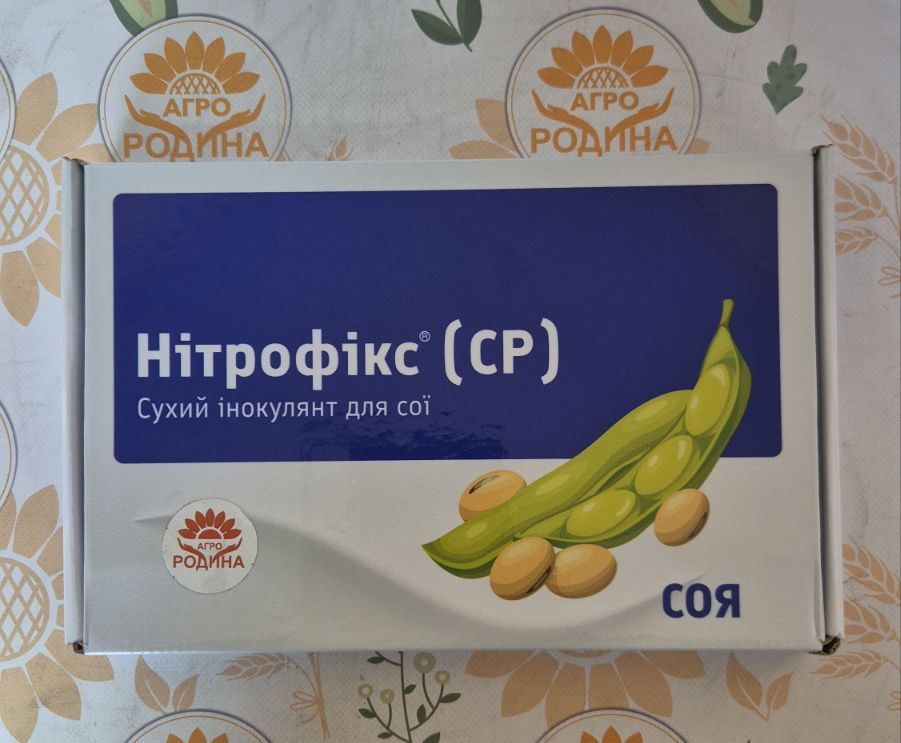 АГРО
РОДИНА
АГРО
РОДИНА
Нітрофікс® (СР)
Сухий інокулянт для сої
АГРО
РОДИНА
СОЯ